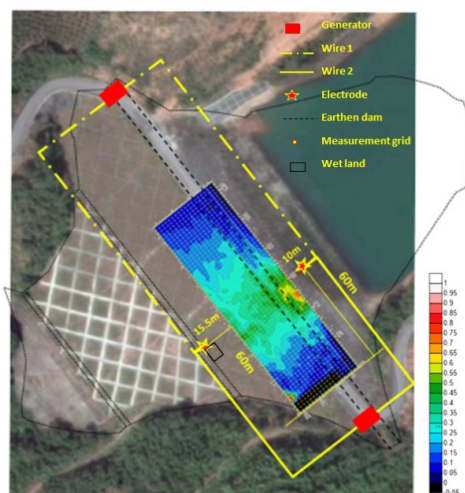 Generator
Wire 1
Wire 2
Electrode
Earthen dam
Measurement grid
Wet land
10m
60m
15.5m
60m
1
0.95
0.9
0.85
0.8
0.75
0.7
0.65
0.6
0.55
0.5
0.45
0.4
0.35
0.3
0.25
0.2
0.15
0.1
0.05
0
-0.05